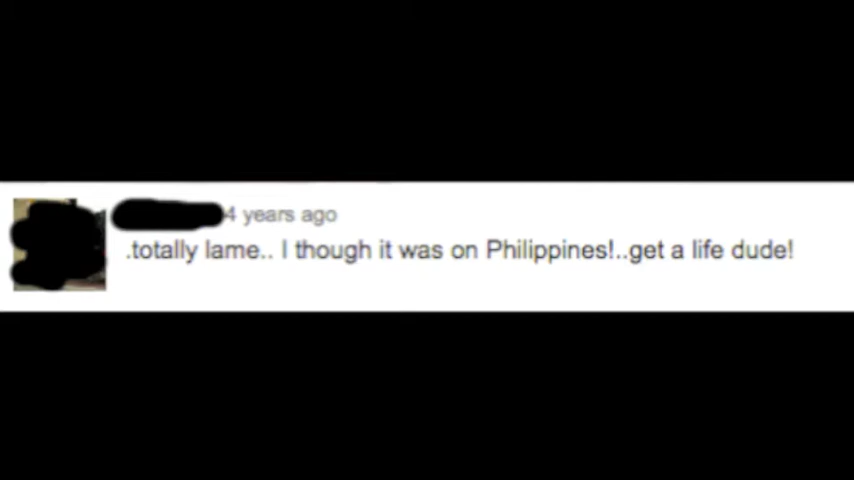 4 years ago
.totally lame.. I though it was on Philippines!..get a life dude!